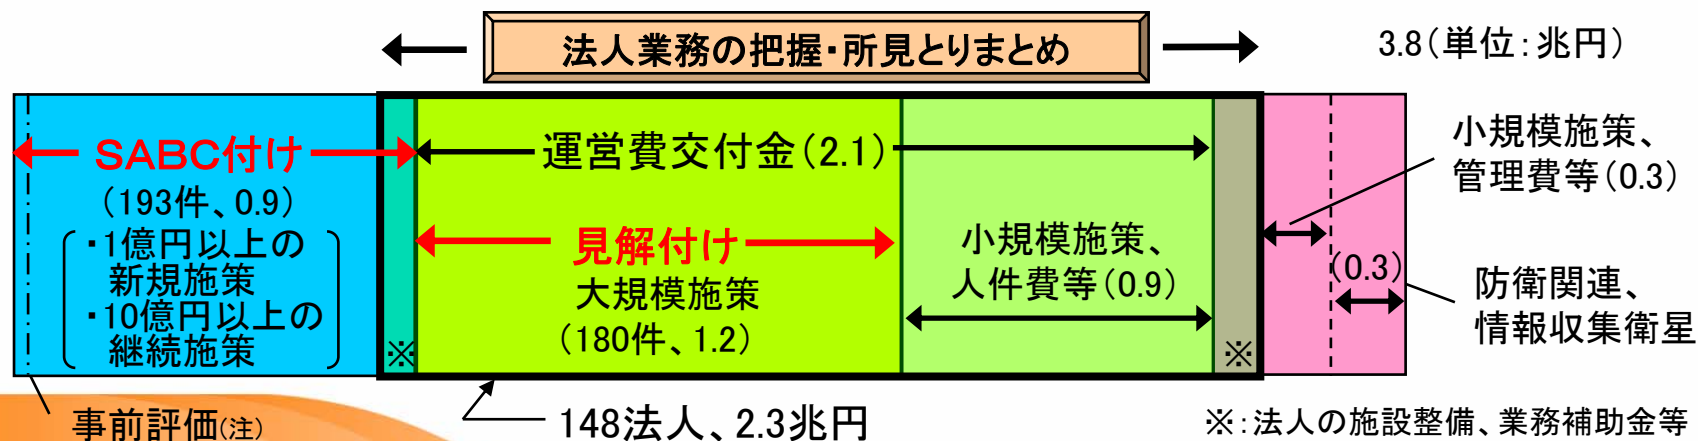 法人業務の把握・所見とりまとめ
3.8(単位:兆円)
SABC付け
(193件、0.9)
・1億円以上の
新規施策
・10億円以上の
継続施策
※
運営費交付金(2.1)
見解付け
大規模施策
(180件、1.2)
小規模施策、
人件費等(0.9)
※
小規模施策、
管理費等(0.3)
(0.3)
防衛関連、
情報収集衛星
事前評価(注)
148法人、2.3兆円
※:法人の施設整備、業務補助金等